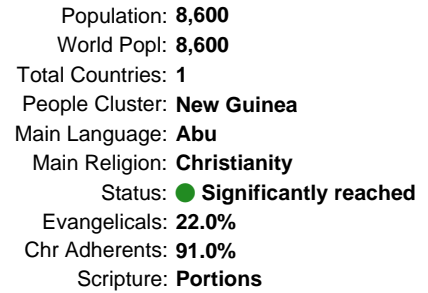 Population: 8,600
World Popl: 8,600
Total Countries: 1
People Cluster: New Guinea
Main Language: Abu
Main Religion: Christianity
Status: Significantly reached
Evangelicals: 22.0%
Chr Adherents: 91.0%
Scripture: Portions